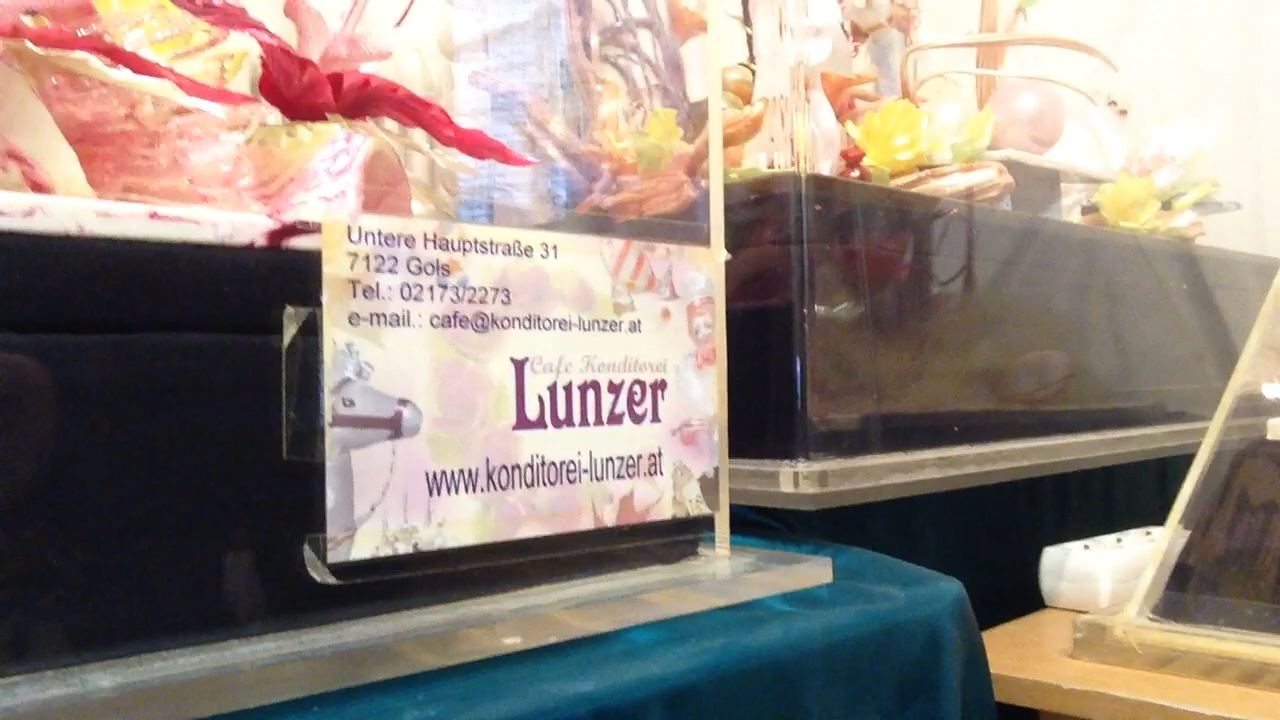 Untere Hauptstraße 31
7122 Gols
Tel.: 02173/2273
e-mail.: cafe@konditorei-lunzer.at
Cafe Konditorei
Lunzer
www.konditorei-lunzer.at